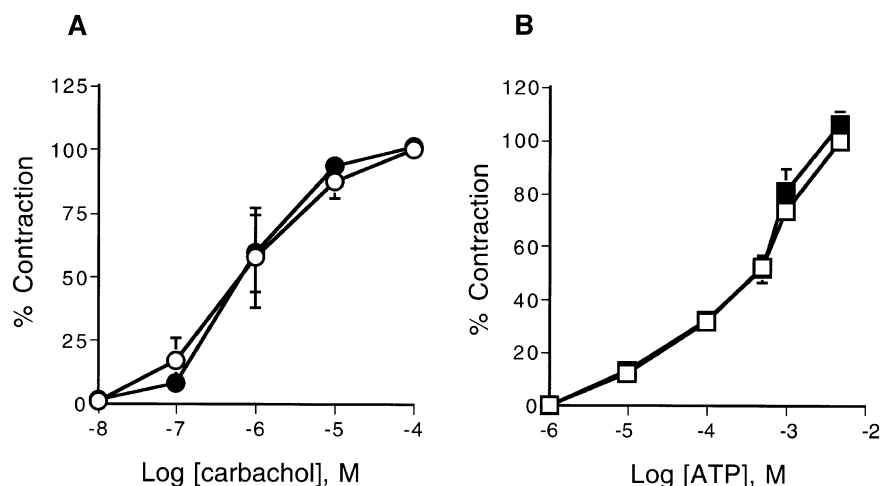 A
125
100
75
50
25
0
% Contraction
-8 -7 -6 -5 -4
Log [carbachol], M
B
120
100
80
60
40
20
0
% Contraction
-6 -5 -4 -3 -2
Log [ATP], M